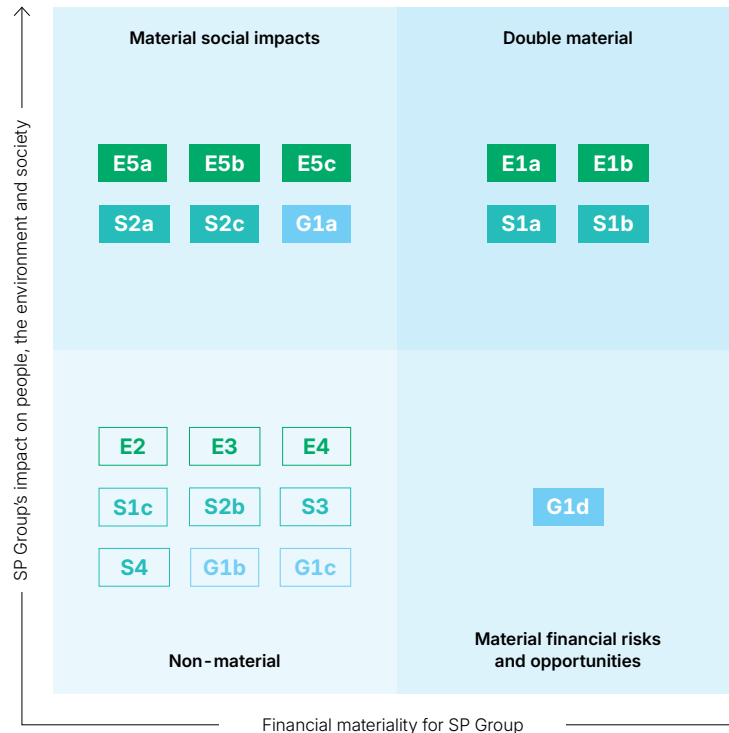 Material social impacts
Double material
E5a E5b E5c
E1a E1b
S2a S2c G1a
S1a S1b
E2 E3 E4
S1c S2b S3
G1d
S4 G1b G1c
Non-material
Material financial risks
and opportunities
SP Group's impact on people, the environment and society
Financial materiality for SP Group